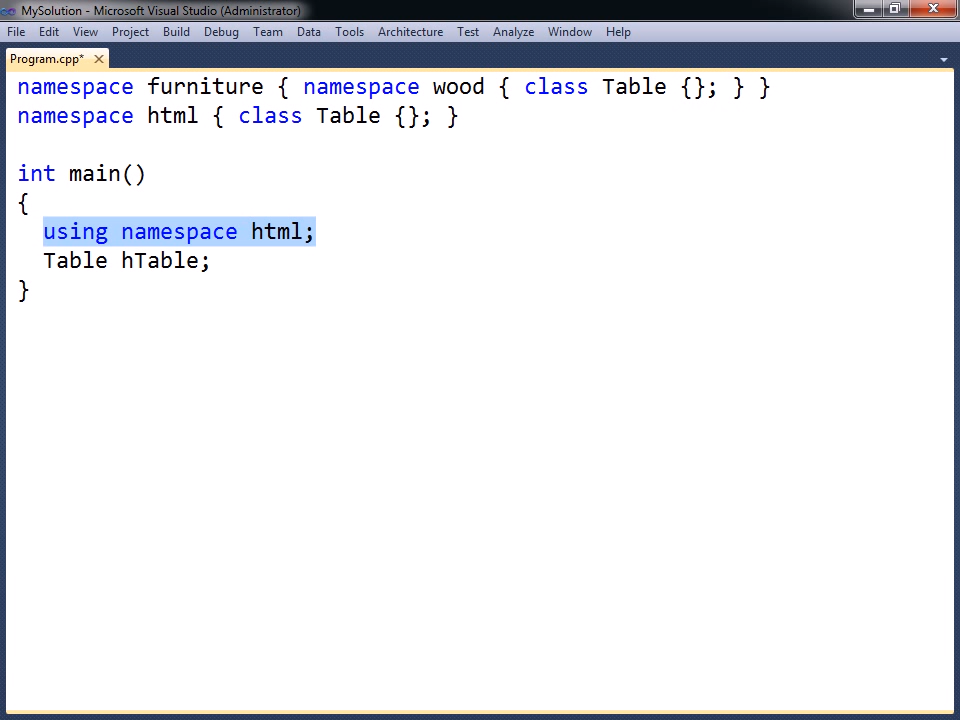 MySolution - Microsoft Visual Studio (Administrator)
File Edit View Project Build Debug Team Data Tools Architecture Test Analyze Window Help
Program.cpp*
namespace furniture { namespace wood { class Table {}; } }
namespace html { class Table {}; }
int main()
{
using namespace html;
Table hTable;
}